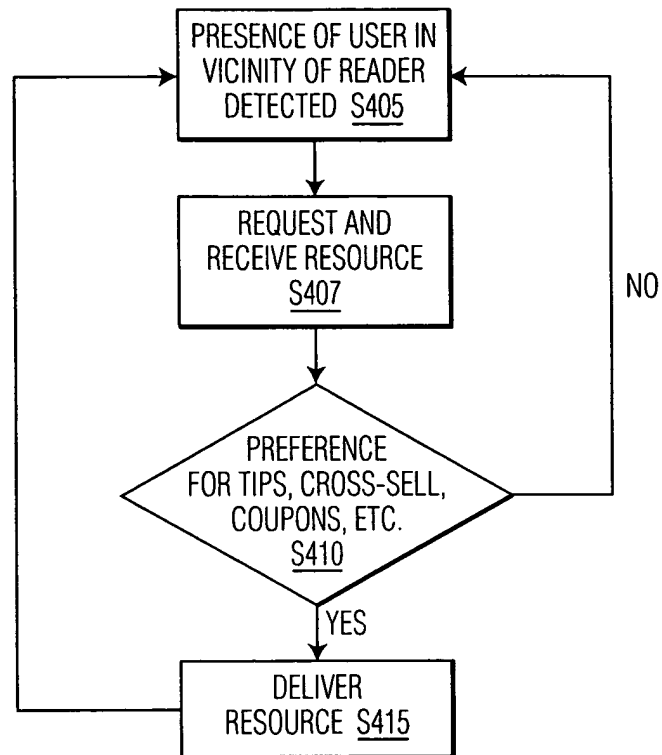 PRESENCE OF USER IN
VICINITY OF READER
DETECTED S405
REQUEST AND
RECEIVE RESOURCE
S407
NO
PREFERENCE
FOR TIPS, CROSS-SELL,
COUPONS, ETC.
S410
YES
DELIVER
RESOURCE S415